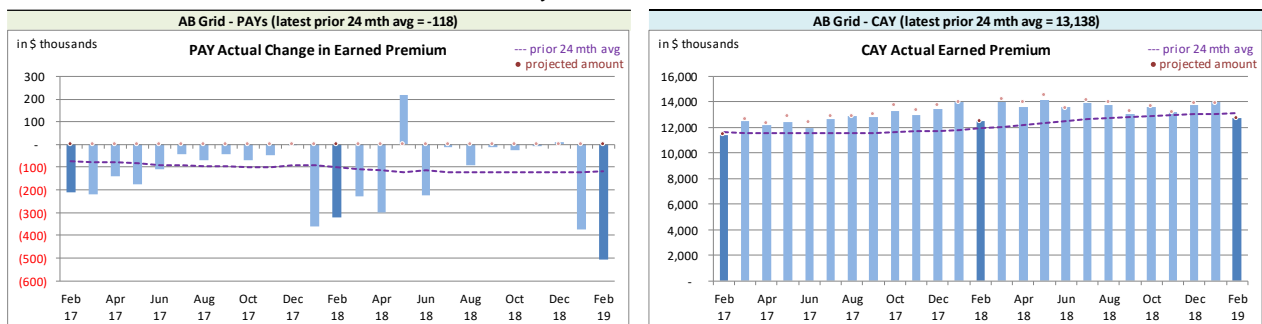 AB Grid - PAYs (latest prior 24 mth avg = -118)
in $ thousands
PAY Actual Change in Earned Premium
--- prior 24 mth avg
• projected amount
300
200
100
-
(100)
(200)
(300)
(400)
(500)
(600)
Feb Apr Jun Aug Oct Dec Feb Apr Jun Aug Oct Dec Feb
17 17 17 17 17 17 18 18 18 18 18 18 19
AB Grid - CAY (latest prior 24 mth avg = 13,138)
in $ thousands
CAY Actual Earned Premium
--- prior 24 mth avg
• projected amount
16,000
14,000
12,000
10,000
8,000
6,000
4,000
2,000
-
Feb Apr Jun Aug Oct Dec Feb Apr Jun Aug Oct Dec Feb
17 17 17 17 17 17 18 18 18 18 18 18 19